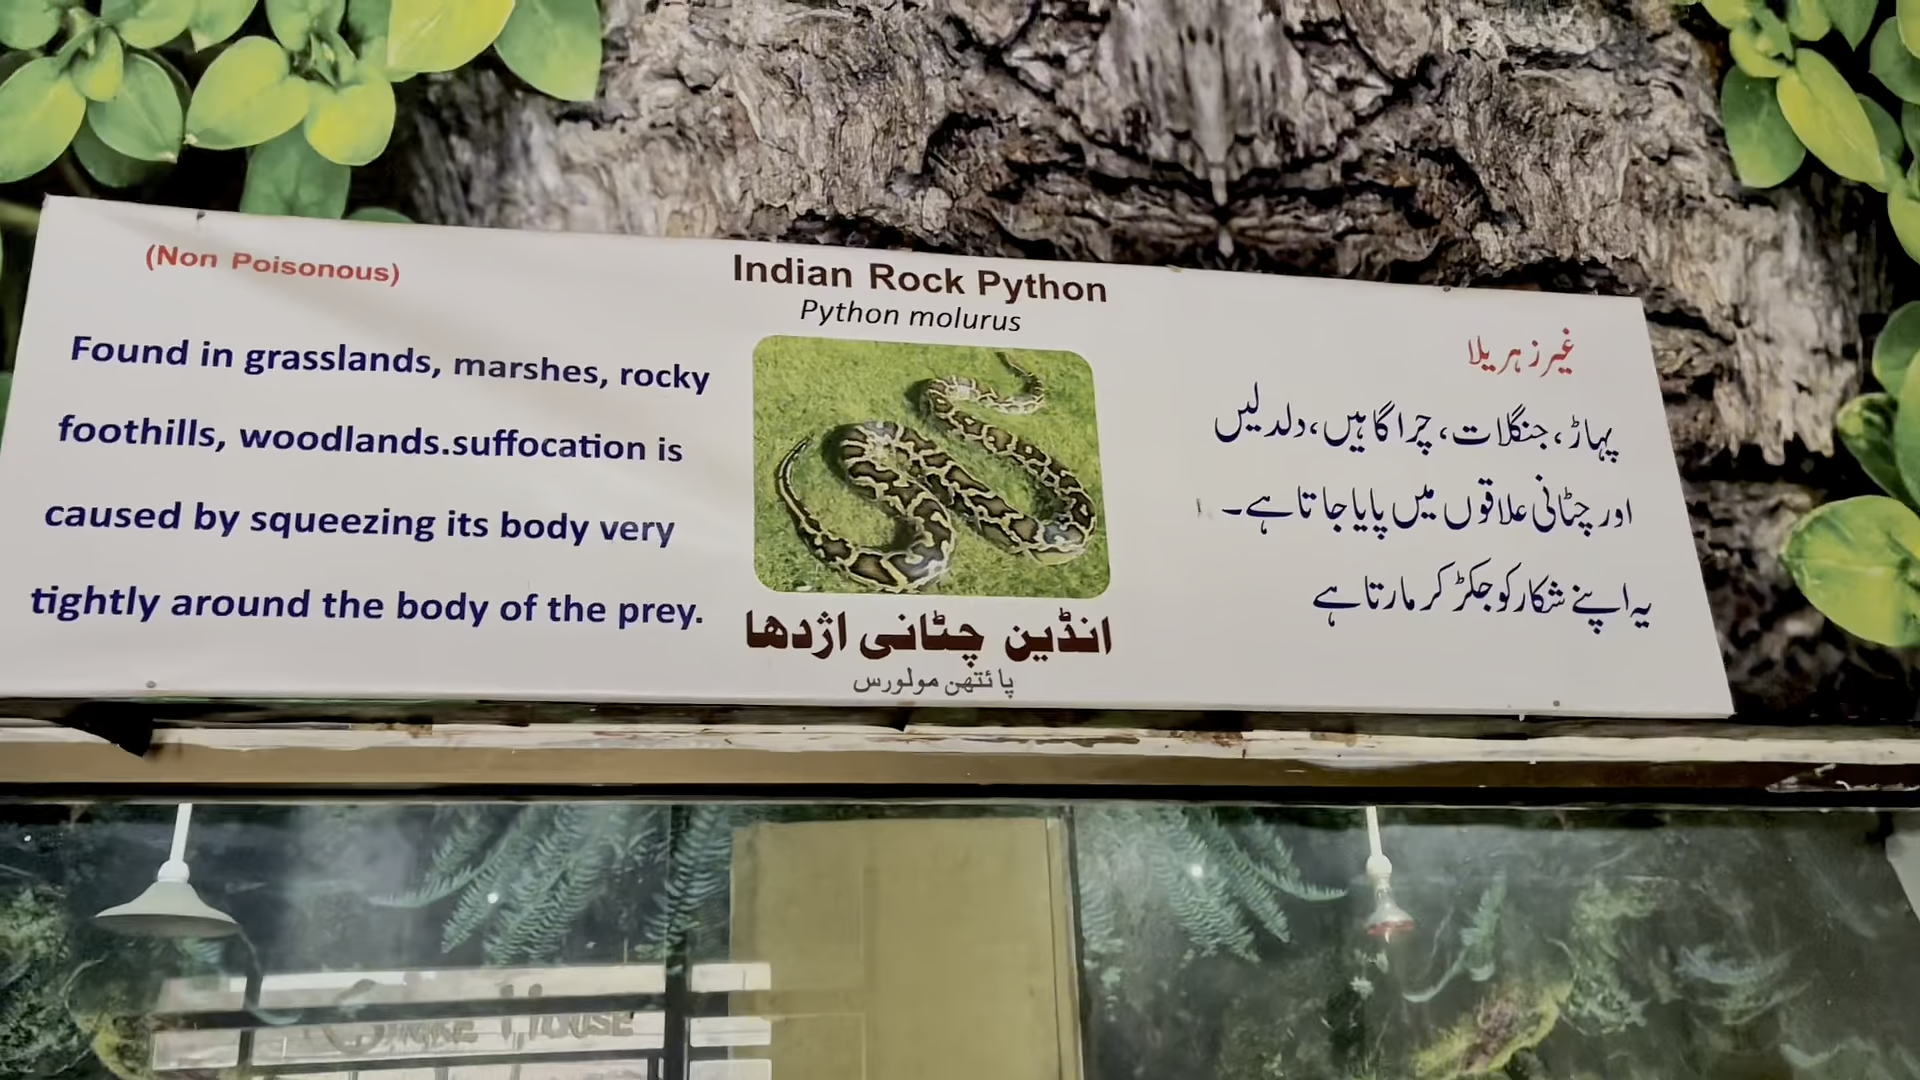 (Non Poisonous)
Found in grasslands, marshes, rocky
foothills, woodlands.suffocation is
caused by squeezing its body very
tightly around the body of the prey.
Indian Rock Python
Python molurus
انڈین چٹانی اژدھا
پائتھن مولورس
غیر زہریلا
پہاڑ، جنگلات، چراگاہیں، دلدلیں
اور چٹانی علاقوں میں پایا جاتا ہے۔
یہ اپنے شکار کو جکڑ کر مارتا ہے
SNAKE HOUSE